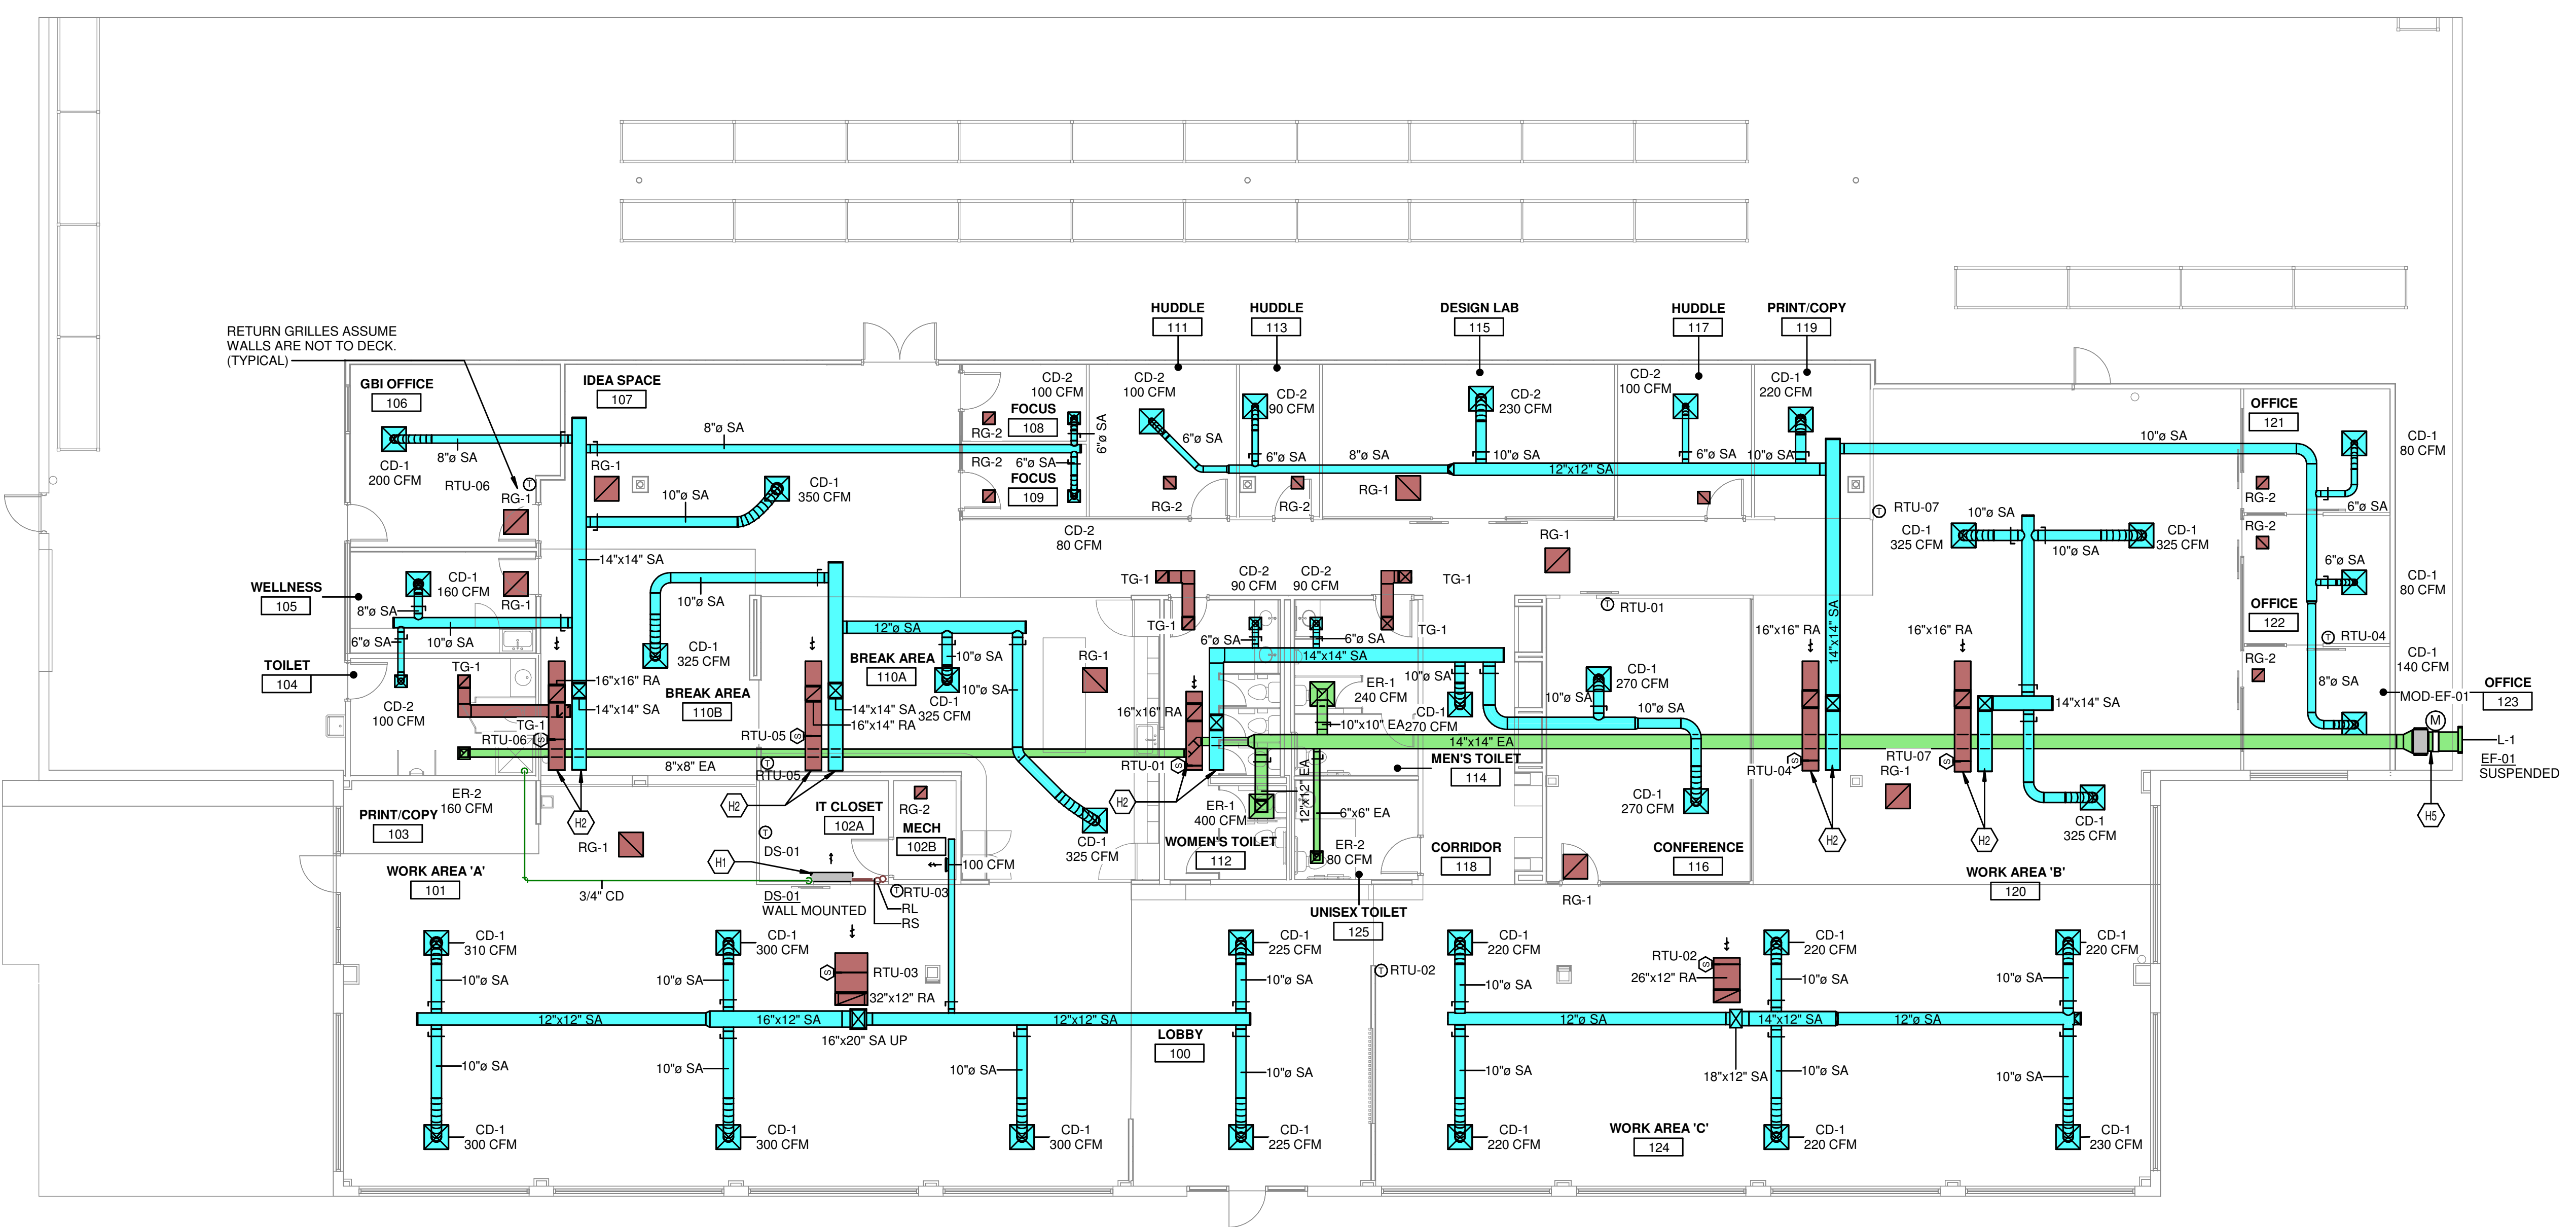 HUDDLE
111
HUDDLE
113
DESIGN LAB
115
HUDDLE
117
PRINT/COPY
119
RETURN GRILLES ASSUME
WALLS ARE NOT TO DECK.
(TYPICAL)
GBI OFFICE
106
IDEA SPACE
107
CD-2
100 CFM
FOCUS
108
RG-2
6"ø SA
CD-2
100 CFM
6"ø SA
CD-2
90 CFM
6"ø SA
CD-2
230 CFM
8"ø SA
10"ø SA
12"x12" SA
CD-2
100 CFM
6"ø SA
CD-1
220 CFM
10"ø SA
OFFICE
121
10"ø SA
CD-1
80 CFM
8"ø SA
8"ø SA
CD-1
200 CFM
RTU-06
T
RG-1
RG-1
10"ø SA
CD-1
350 CFM
RG-2
6"ø SA
FOCUS
109
CD-2
80 CFM
RG-2
RG-2
RG-1
T
RTU-07
RG-2
6"ø SA
RG-2
CD-1
325 CFM
10"ø SA
10"ø SA
CD-1
325 CFM
RG-1
14"x14" SA
WELLNESS
105
CD-1
160 CFM
RG-1
8"ø SA
6"ø SA
10"ø SA
10"ø SA
CD-1
325 CFM
12"ø SA
TG-1
CD-2
90 CFM
CD-2
90 CFM
TG-1
TG-1
6"ø SA
6"ø SA
TG-1
T
RTU-01
14"x14" SA
6"ø SA
CD-1
80 CFM
OFFICE
122
T
RTU-04
CD-1
140 CFM
RG-2
8"ø SA
MOD-EF-01
OFFICE
123
M
TOILET
104
CD-2
100 CFM
TG-1
TG-1
16"x16" RA
14"x14" SA
BREAK AREA
110B
BREAK AREA
110A
14"x14" SA
16"x14" RA
10"ø SA
10"ø SA
CD-1
325 CFM
RG-1
14"x14" SA
16"x16" RA
ER-1
240 CFM
10"x10" EA
10"ø SA
CD-1
270 CFM
10"ø SA
CD-1
270 CFM
10"ø SA
16"x16" RA
16"x16" RA
14"x14" SA
RTU-06
S
RTU-05
S
T
RTU-05
8"x8" EA
RTU-01
S
14"x14" EA
MEN'S TOILET
114
RTU-04
S
RTU-07
S
RG-1
L-1
EF-01
SUSPENDED
H5
ER-2
160 CFM
PRINT/COPY
103
H2
H2
H2
H2
H2
T
DS-01
IT CLOSET
102A
RG-2
MECH
102B
100 CFM
H1
RG-1
CD-1
325 CFM
ER-1
400 CFM
12"x12" EA
12"x12" EA
6"x6" EA
ER-2
80 CFM
WOMEN'S TOILET
112
CORRIDOR
118
CD-1
270 CFM
CONFERENCE
116
RG-1
CD-1
325 CFM
WORK AREA 'A'
101
WORK AREA 'B'
120
3/4" CD
DS-01
WALL MOUNTED
T
RTU-03
RL
RS
UNISEX TOILET
125
CD-1
310 CFM
CD-1
300 CFM
CD-1
225 CFM
CD-1
220 CFM
CD-1
220 CFM
CD-1
220 CFM
10"ø SA
10"ø SA
S
RTU-03
32"x12" RA
10"ø SA
T
RTU-02
10"ø SA
RTU-02
S
26"x12" RA
10"ø SA
10"ø SA
12"x12" SA
16"x12" SA
12"x12" SA
16"x20" SA UP
LOBBY
100
12"ø SA
14"x12" SA
12"ø SA
18"x12" SA
10"ø SA
10"ø SA
10"ø SA
10"ø SA
10"ø SA
10"ø SA
10"ø SA
CD-1
300 CFM
CD-1
300 CFM
CD-1
300 CFM
CD-1
225 CFM
CD-1
220 CFM
WORK AREA 'C'
124
CD-1
220 CFM
CD-1
230 CFM